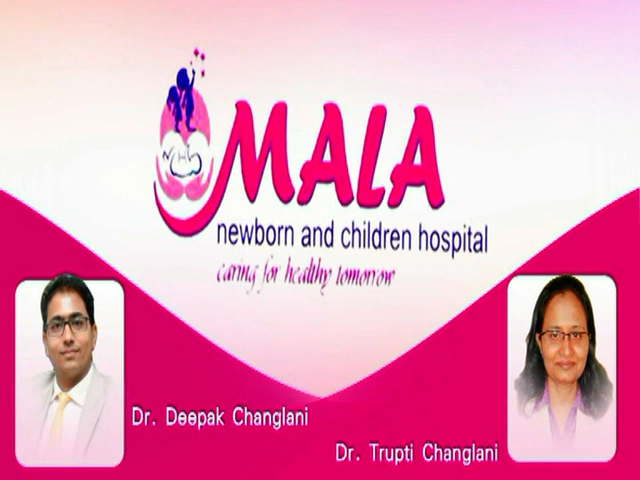 MALA
newborn and children hospital
caring for healthy tomorrow
Dr. Deepak Changlani
Dr. Trupti Changlani